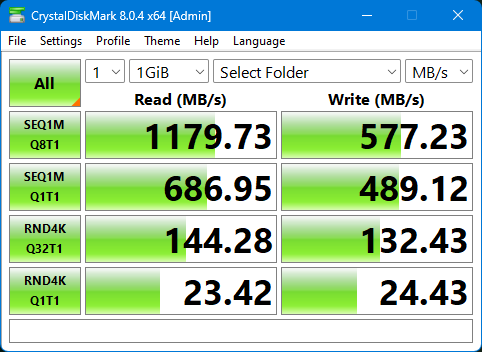 CrystalDiskMark 8.0.4 x64 [Admin]
File Settings Profile Theme Help Language
All 1 1GiB Select Folder MB/s
Read (MB/s) Write (MB/s)
SEQ1M
Q8T1 1179.73 577.23
SEQ1M
Q1T1 686.95 489.12
RND4K
Q32T1 144.28 132.43
RND4K
Q1T1 23.42 24.43